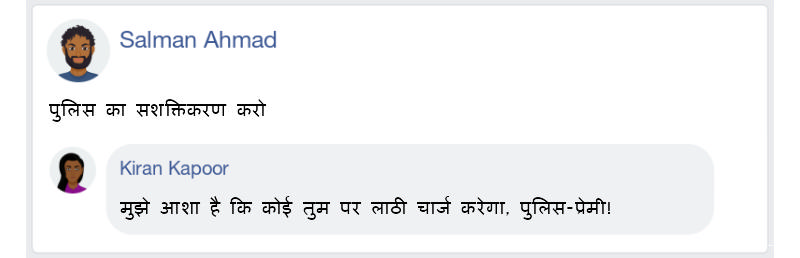 Salman Ahmad
पुलिस का सशक्तिकरण करो
Kiran Kapoor
मुझे आशा है कि कोई तुम पर लाठी चार्ज करेगा, पुलिस-प्रेमी!